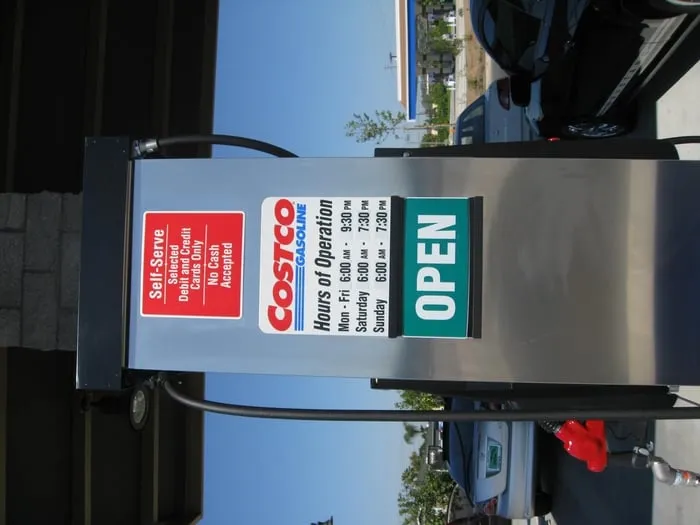 Self-Serve
Selected
Debit and Credit
Cards Only
No Cash
Accepted
COSTCO
GASOLINE
Hours of Operation
Mon - Fri 6:00 AM - 9:30 PM
Saturday 6:00 AM - 7:30 PM
Sunday 6:00 AM - 7:30 PM
OPEN